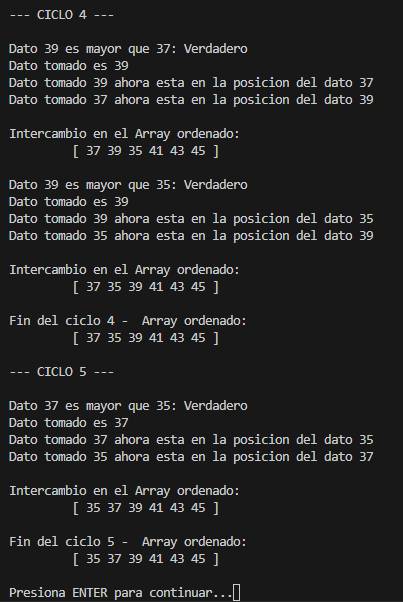 --- CICLO 4 ---
Dato 39 es mayor que 37: Verdadero
Dato tomado es 39
Dato tomado 39 ahora esta en la posicion del dato 37
Dato tomado 37 ahora esta en la posicion del dato 39
Intercambio en el Array ordenado:
[ 37 39 35 41 43 45 ]
Dato 39 es mayor que 35: Verdadero
Dato tomado es 39
Dato tomado 39 ahora esta en la posicion del dato 35
Dato tomado 35 ahora esta en la posicion del dato 39
Intercambio en el Array ordenado:
[ 37 35 39 41 43 45 ]
Fin del ciclo 4 -  Array ordenado:
[ 37 35 39 41 43 45 ]
--- CICLO 5 ---
Dato 37 es mayor que 35: Verdadero
Dato tomado es 37
Dato tomado 37 ahora esta en la posicion del dato 35
Dato tomado 35 ahora esta en la posicion del dato 37
Intercambio en el Array ordenado:
[ 35 37 39 41 43 45 ]
Fin del ciclo 5 -  Array ordenado:
[ 35 37 39 41 43 45 ]
Presiona ENTER para continuar...